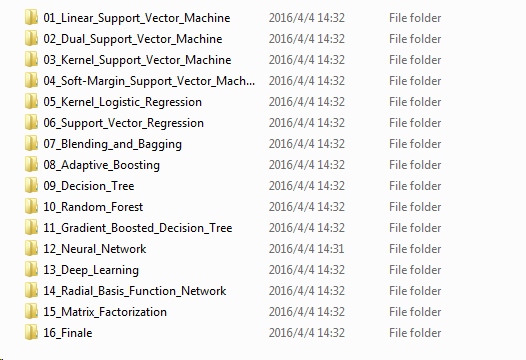 01_Linear_Support_Vector_Machine 2016/4/4 14:32 File folder
02_Dual_Support_Vector_Machine 2016/4/4 14:32 File folder
03_Kernel_Support_Vector_Machine 2016/4/4 14:32 File folder
04_Soft-Margin_Support_Vector_Mach... 2016/4/4 14:32 File folder
05_Kernel_Logistic_Regression 2016/4/4 14:32 File folder
06_Support_Vector_Regression 2016/4/4 14:32 File folder
07_Blending_and_Bagging 2016/4/4 14:32 File folder
08_Adaptive_Boosting 2016/4/4 14:32 File folder
09_Decision_Tree 2016/4/4 14:32 File folder
10_Random_Forest 2016/4/4 14:32 File folder
11_Gradient_Boosted_Decision_Tree 2016/4/4 14:32 File folder
12_Neural_Network 2016/4/4 14:31 File folder
13_Deep_Learning 2016/4/4 14:32 File folder
14_Radial_Basis_Function_Network 2016/4/4 14:32 File folder
15_Matrix_Factorization 2016/4/4 14:32 File folder
16_Finale 2016/4/4 14:32 File folder